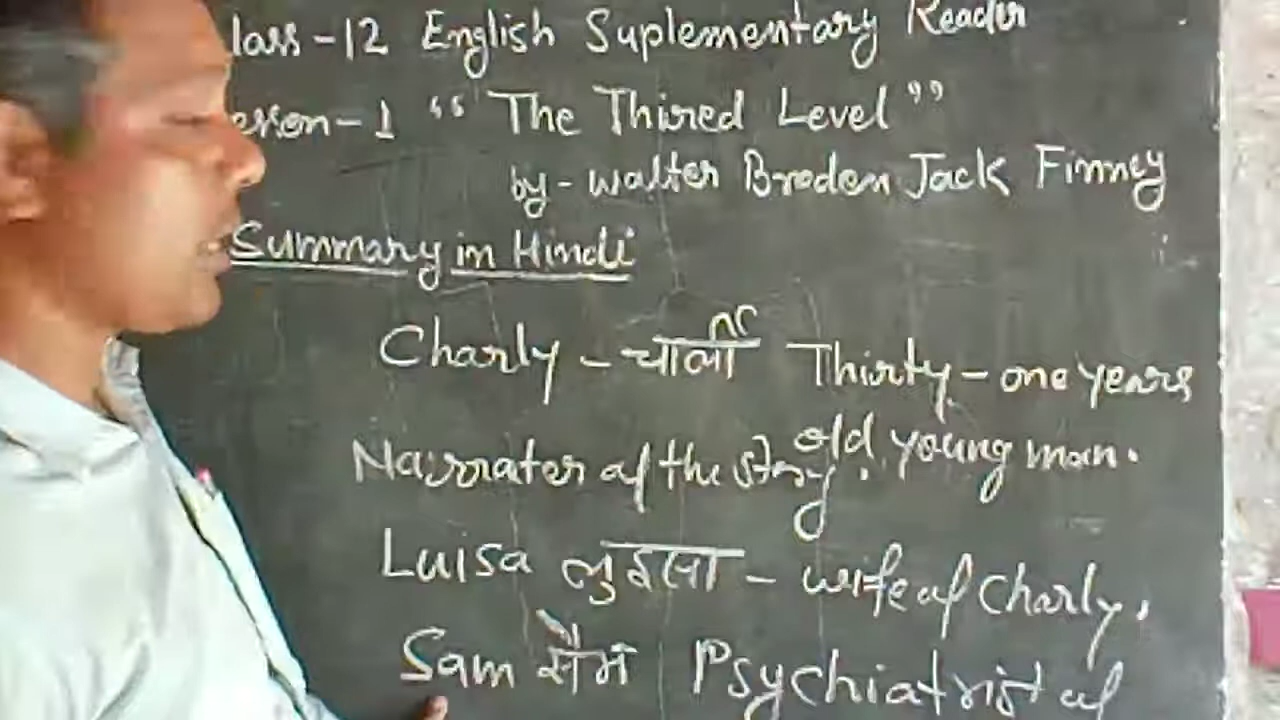 lass-12 English Suplementary Reader
esson-1 "The Thired Level"
by-Walter Broden Jack Finney
Summary in Hindi
Charly - चार्ली Thirty-one years
old young man.
Narrater of the story.
Luisa लुइसा - wife of Charly.
Sam सैम Psychiatrist of